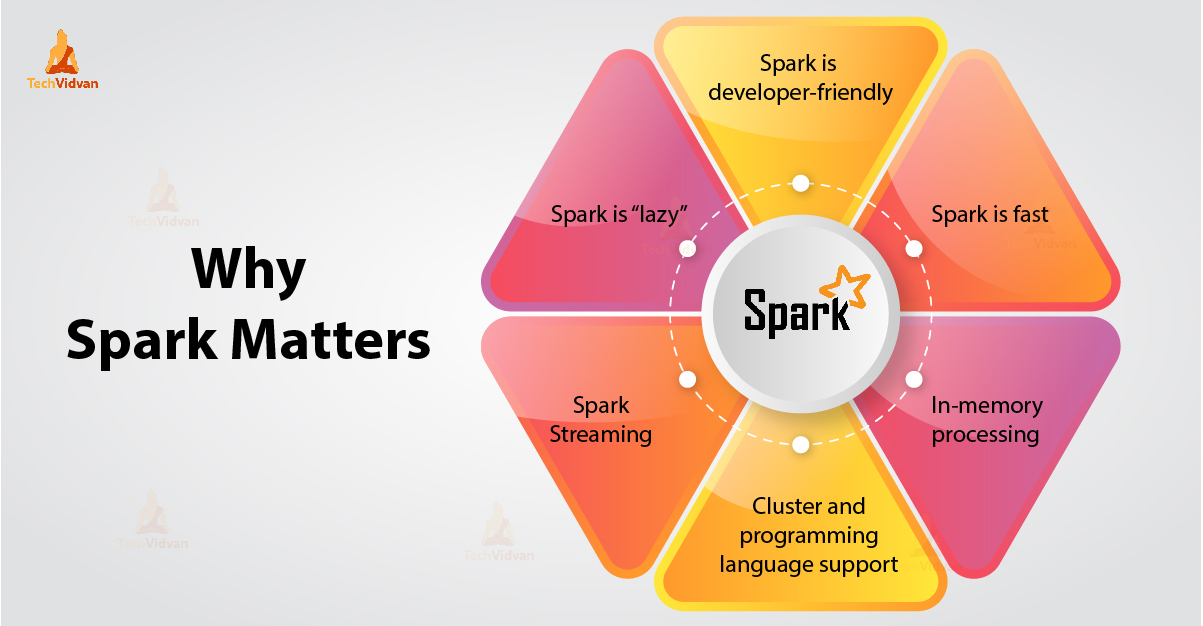 TechVidvan
Why
Spark Matters
Spark is
developer-friendly
Spark is fast
In-memory
processing
Cluster and
programming
language support
Spark
Streaming
Spark is “lazy”
Spark
TechVidvan
TechVidvan
TechVidvan